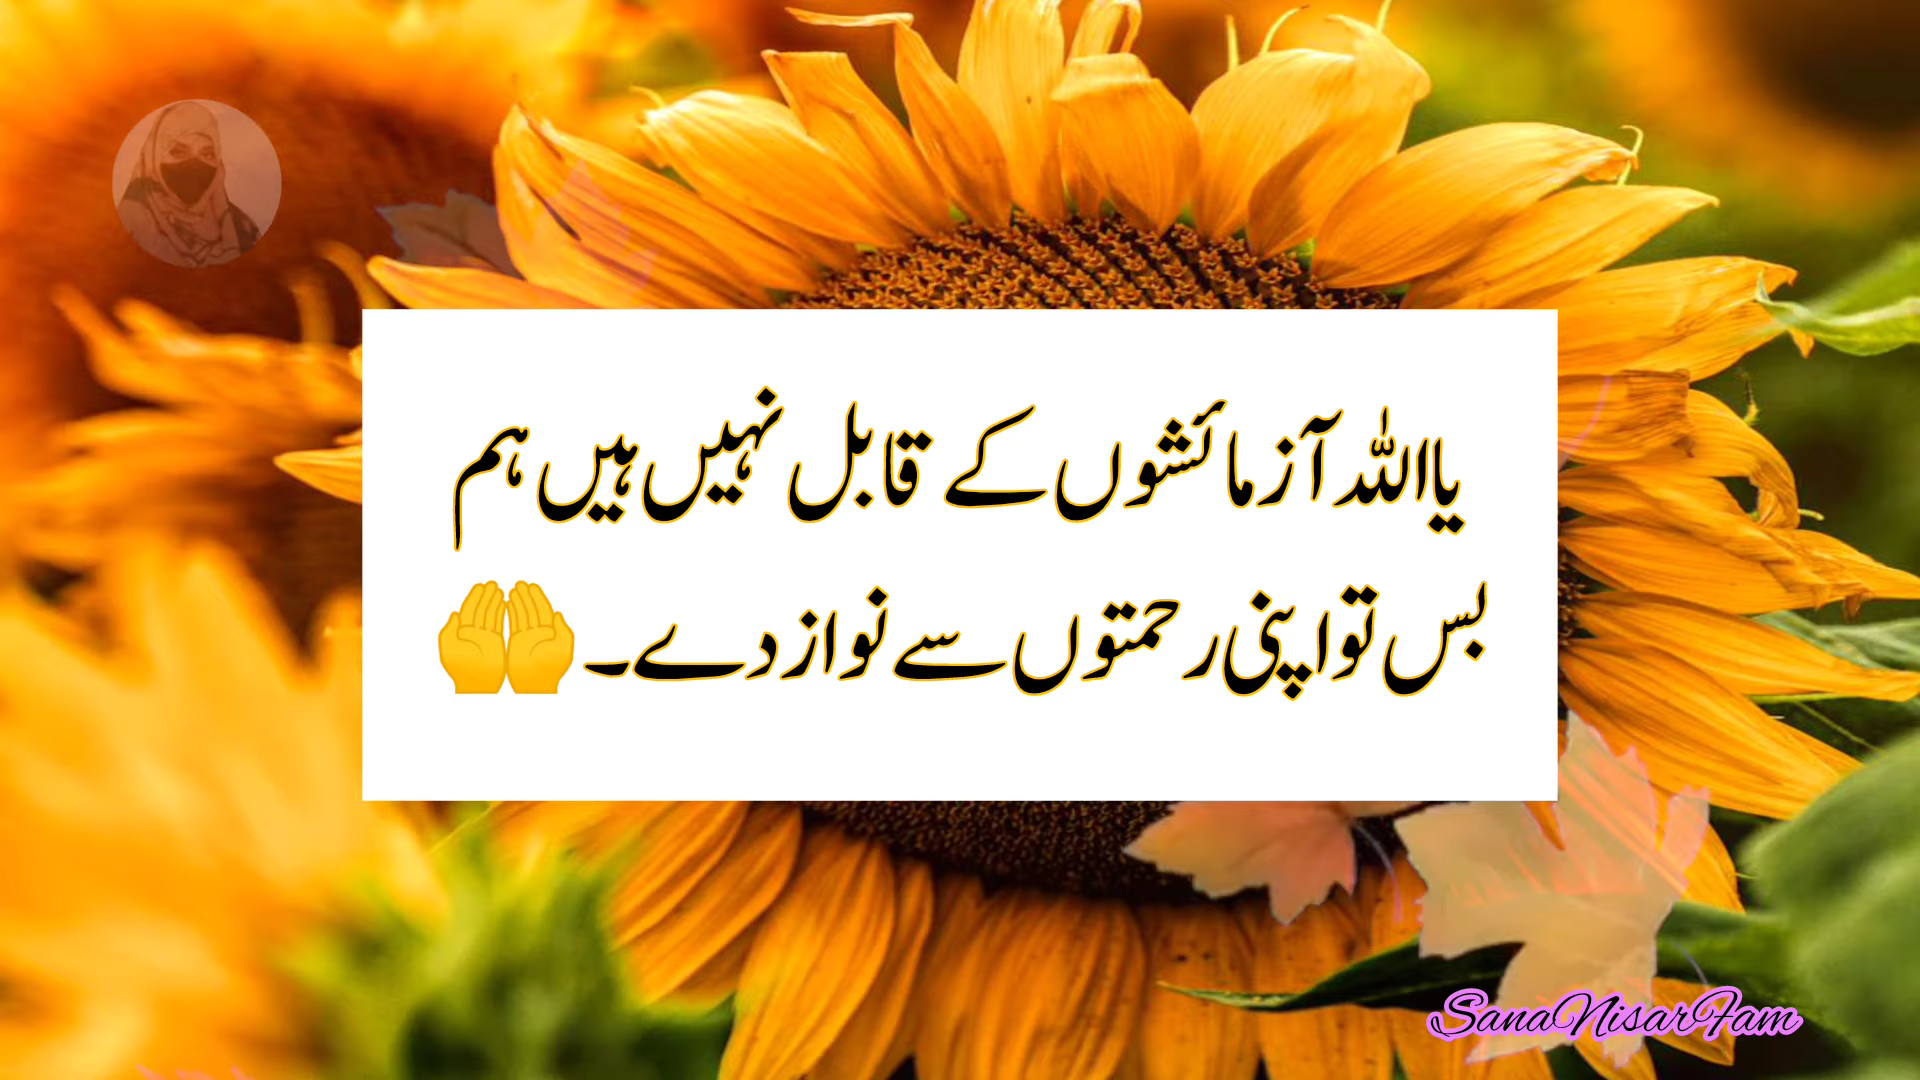 یااللہ آزمائشوں کے قابل نہیں ہیں ہم
بس تو اپنی رحمتوں سے نواز دے۔🤲
SanaNisarFam